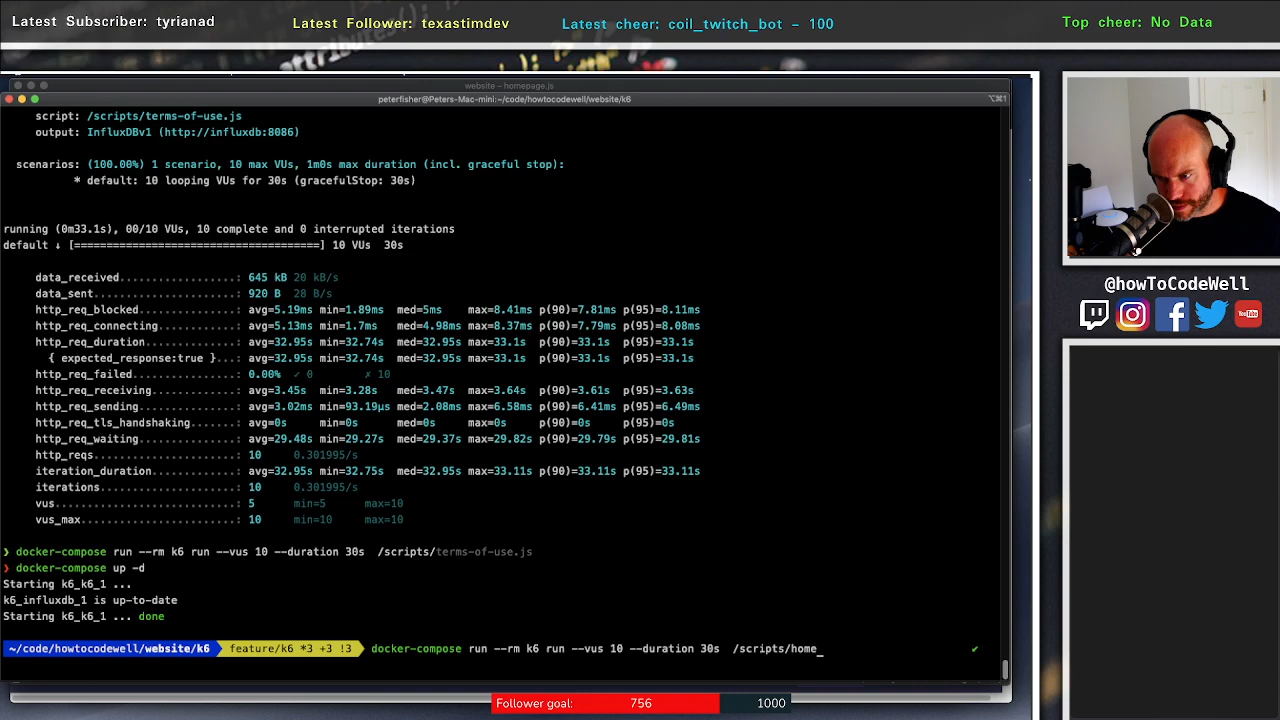 Latest Subscriber: tyrianad
Latest Follower: texastimdev
Latest cheer: coil_twitch_bot - 100
Top cheer: No Data
website — homepage.js
peterfisher@Peters-Mac-mini:~/code/howtocodewell/website/k6
⌥⌘1
script: /scripts/terms-of-use.js
output: InfluxDBv1 (http://influxdb:8086)
scenarios: (100.00%) 1 scenario, 10 max VUs, 1m0s max duration (incl. graceful stop):
* default: 10 looping VUs for 30s (gracefulStop: 30s)
running (0m33.1s), 00/10 VUs, 10 complete and 0 interrupted iterations
default ↓ [======================================] 10 VUs  30s
data_received..................: 645 kB 20 kB/s
data_sent......................: 920 B  28 B/s
http_req_blocked...............: avg=5.19ms min=1.89ms  med=5ms    max=8.41ms p(90)=7.81ms p(95)=8.11ms
http_req_connecting............: avg=5.13ms min=1.7ms   med=4.98ms max=8.37ms p(90)=7.79ms p(95)=8.08ms
http_req_duration..............: avg=32.95s min=32.74s  med=32.95s max=33.1s  p(90)=33.1s  p(95)=33.1s
{ expected_response:true }...: avg=32.95s min=32.74s  med=32.95s max=33.1s  p(90)=33.1s  p(95)=33.1s
http_req_failed................: 0.00%  ✓ 0         ✗ 10
http_req_receiving.............: avg=3.45s  min=3.28s   med=3.47s  max=3.64s  p(90)=3.61s  p(95)=3.63s
http_req_sending...............: avg=3.02ms min=93.19µs med=2.08ms max=6.58ms p(90)=6.41ms p(95)=6.49ms
http_req_tls_handshaking.......: avg=0s     min=0s      med=0s     max=0s     p(90)=0s     p(95)=0s
http_req_waiting...............: avg=29.48s min=29.27s  med=29.37s max=29.82s p(90)=29.79s p(95)=29.81s
http_reqs......................: 10     0.301995/s
iteration_duration.............: avg=32.95s min=32.75s  med=32.95s max=33.11s p(90)=33.11s p(95)=33.11s
iterations.....................: 10     0.301995/s
vus............................: 5      min=5       max=10
vus_max........................: 10     min=10      max=10
❯ docker-compose run --rm k6 run --vus 10 --duration 30s  /scripts/terms-of-use.js
❯ docker-compose up -d
Starting k6_k6_1 ...
k6_influxdb_1 is up-to-date
Starting k6_k6_1 ... done
~/code/howtocodewell/website/k6  feature/k6 *3 +3 !3  docker-compose run --rm k6 run --vus 10 --duration 30s  /scripts/home_ ✔
@howToCodeWell
YouTube
Follower goal: 756 1000